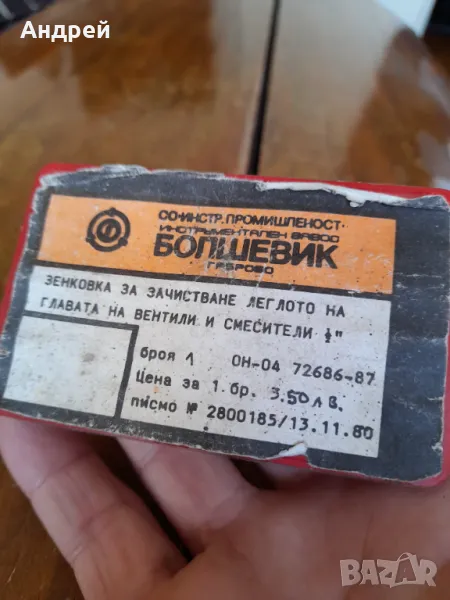 Андрей
СО·ИНСТР. ПРОМИШЛЕНОСТ·
ИНСТРУМЕНТАЛЕН ЗАВОД
БОЛШЕВИК
ГАБРОВО
ЗЕНКОВКА ЗА ЗАЧИСТВАНЕ ЛЕГЛОТО НА
ГЛАВАТА НА ВЕНТИЛИ И СМЕСИТЕЛИ ½"
броя 1 ОН-04 72686-87
Цена за 1 бр. 3.50 лв.
писмо № 2800185/13.11.80
BAZAR